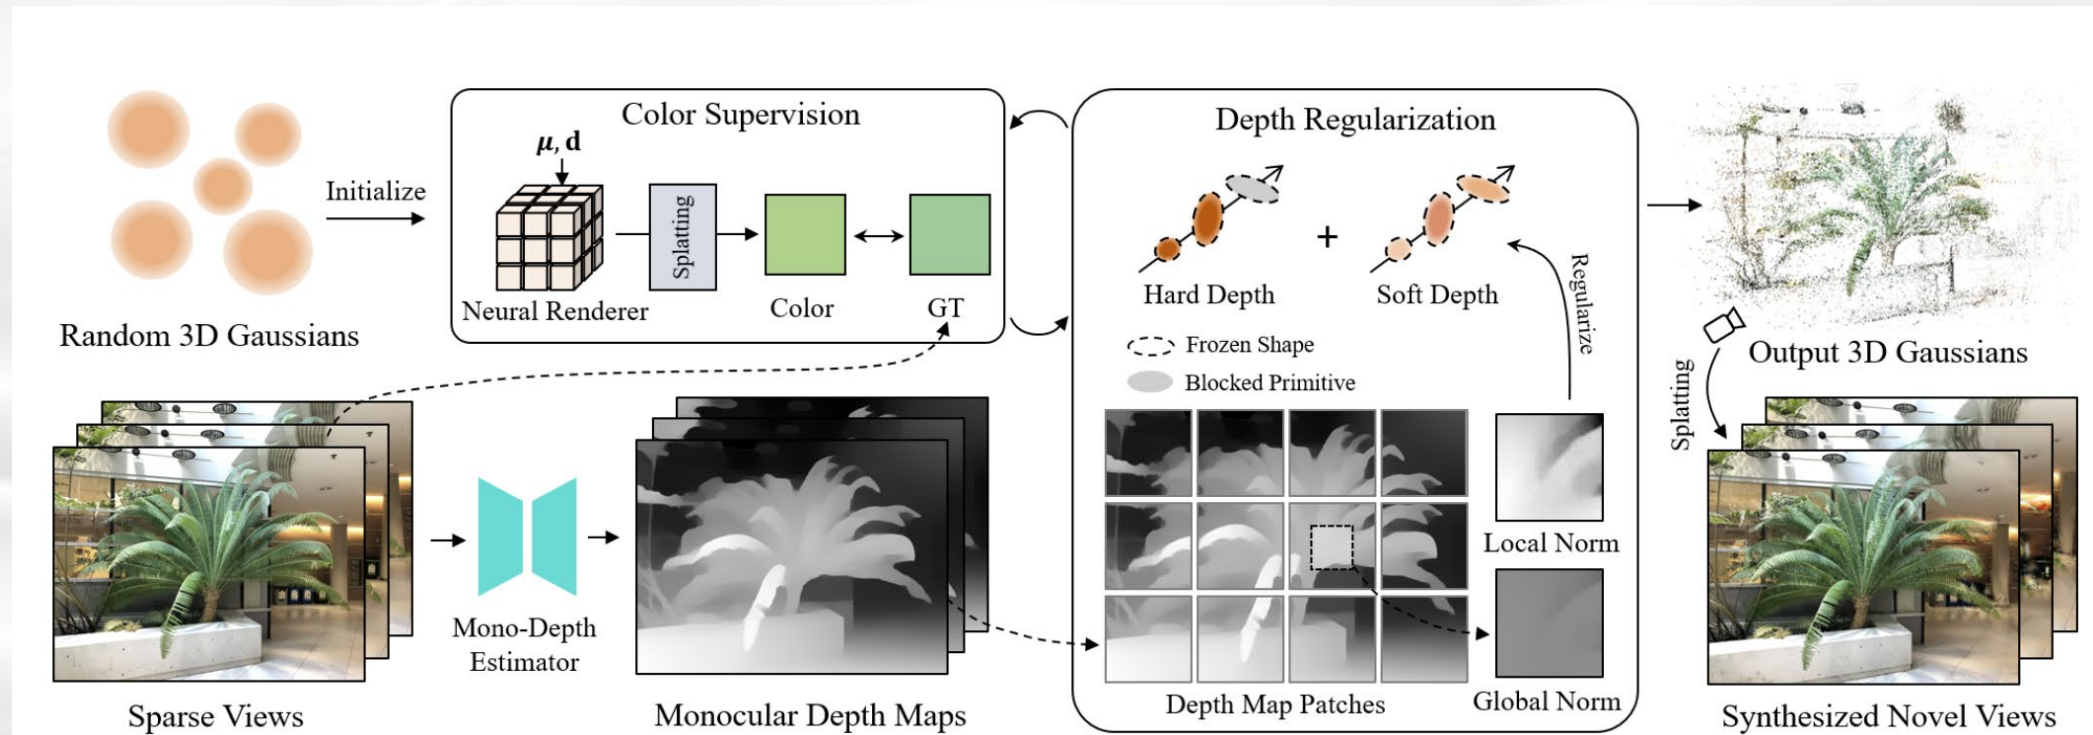 Random 3D Gaussians
Initialize
Color Supervision
μ, d
Neural Renderer
Splatting
Color
GT
Sparse Views
Mono-Depth
Estimator
Monocular Depth Maps
Depth Regularization
Hard Depth
+
Soft Depth
Frozen Shape
Blocked Primitive
Regularize
Depth Map Patches
Local Norm
Global Norm
Output 3D Gaussians
Splatting
Synthesized Novel Views